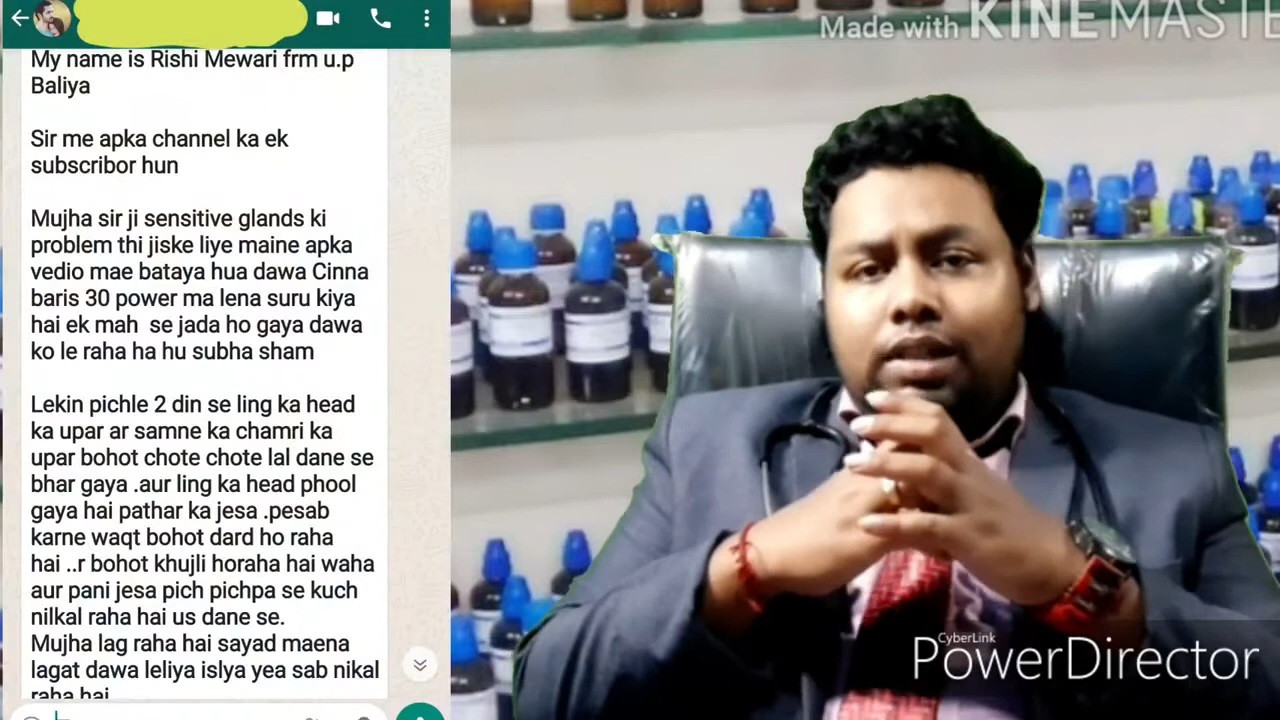 My name is Rishi Mewari frm u.p
Baliya
Sir me apka channel ka ek
subscribor hun
Mujha sir ji sensitive glands ki
problem thi jiske liye maine apka
vedio mae bataya hua dawa Cinna
baris 30 power ma lena suru kiya
hai ek mah se jada ho gaya dawa
ko le raha ha hu subha sham
Lekin pichle 2 din se ling ka head
ka upar ar samne ka chamri ka
upar bohot chote chote lal dane se
bhar gaya .aur ling ka head phool
gaya hai pathar ka jesa .pesab
karne waqt bohot dard ho raha
hai ..r bohot khujli horaha hai waha
aur pani jesa pich pichpa se kuch
nilkal raha hai us dane se.
Mujha lag raha hai sayad maena
lagat dawa leliya islya yea sab nikal
raha hai
Made with KINEMASTE
CyberLink
PowerDirector